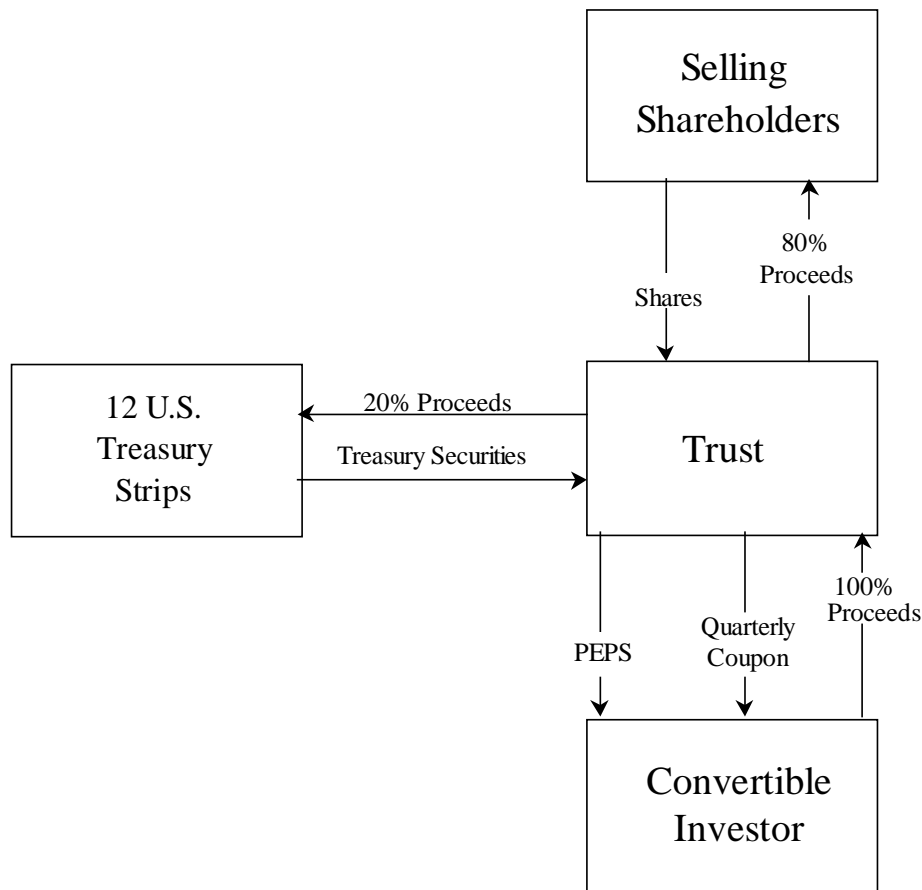 Selling
Shareholders
80%
Proceeds
Shares
12 U.S.
Treasury
Strips
20% Proceeds
Treasury Securities
Trust
100%
Proceeds
Quarterly
Coupon
PEPS
Convertible
Investor